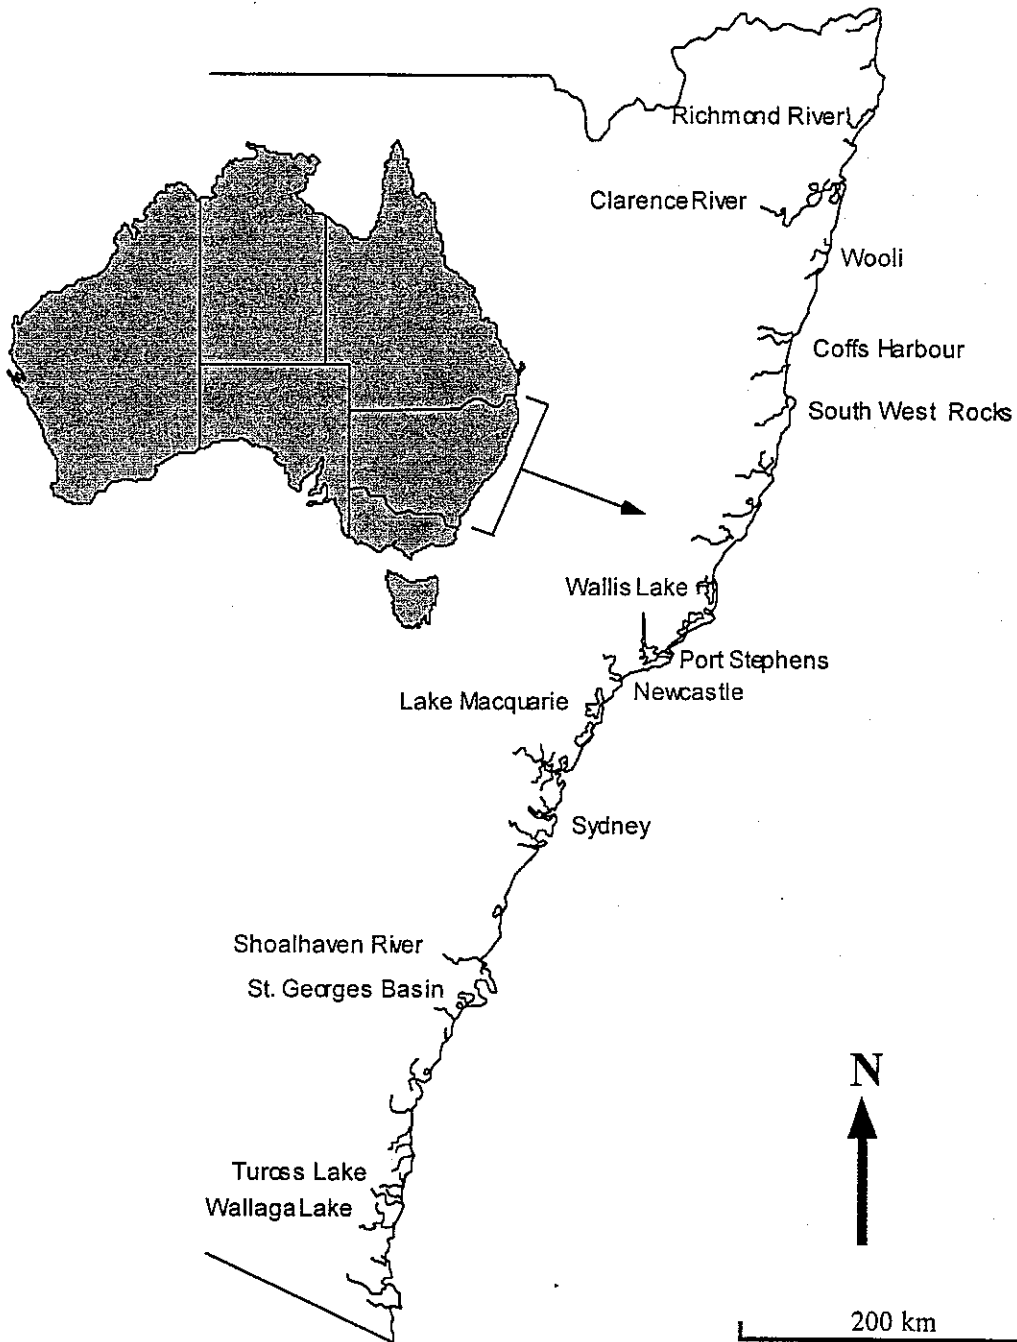 Richmond River
Clarence River
Wooli
Coffs Harbour
South West Rocks
Wallis Lake
Port Stephens
Newcastle
Lake Macquarie
Sydney
Shoalhaven River
St. Georges Basin
N
Tuross Lake
Wallaga Lake
200 km